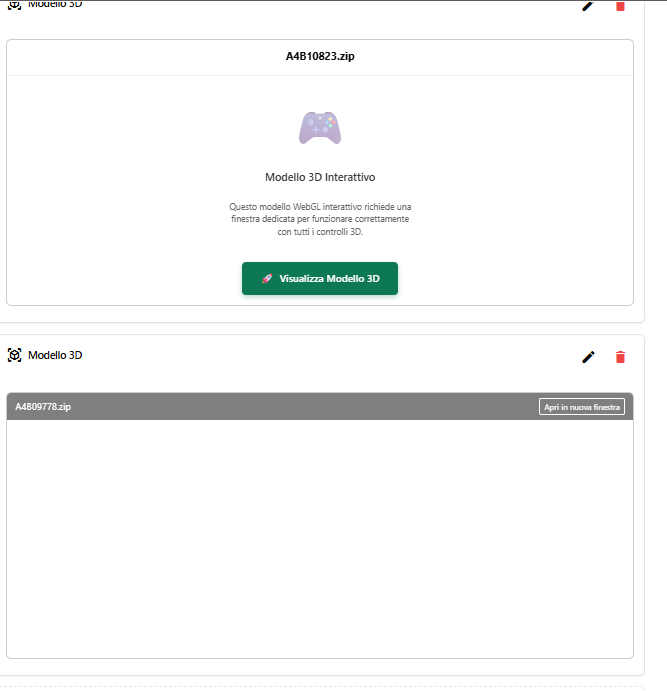 Modello 3D
A4B10823.zip
Modello 3D Interattivo
Questo modello WebGL interattivo richiede una
finestra dedicata per funzionare correttamente
con tutti i controlli 3D.
Visualizza Modello 3D
Modello 3D
A4B09778.zip
Apri in nuova finestra